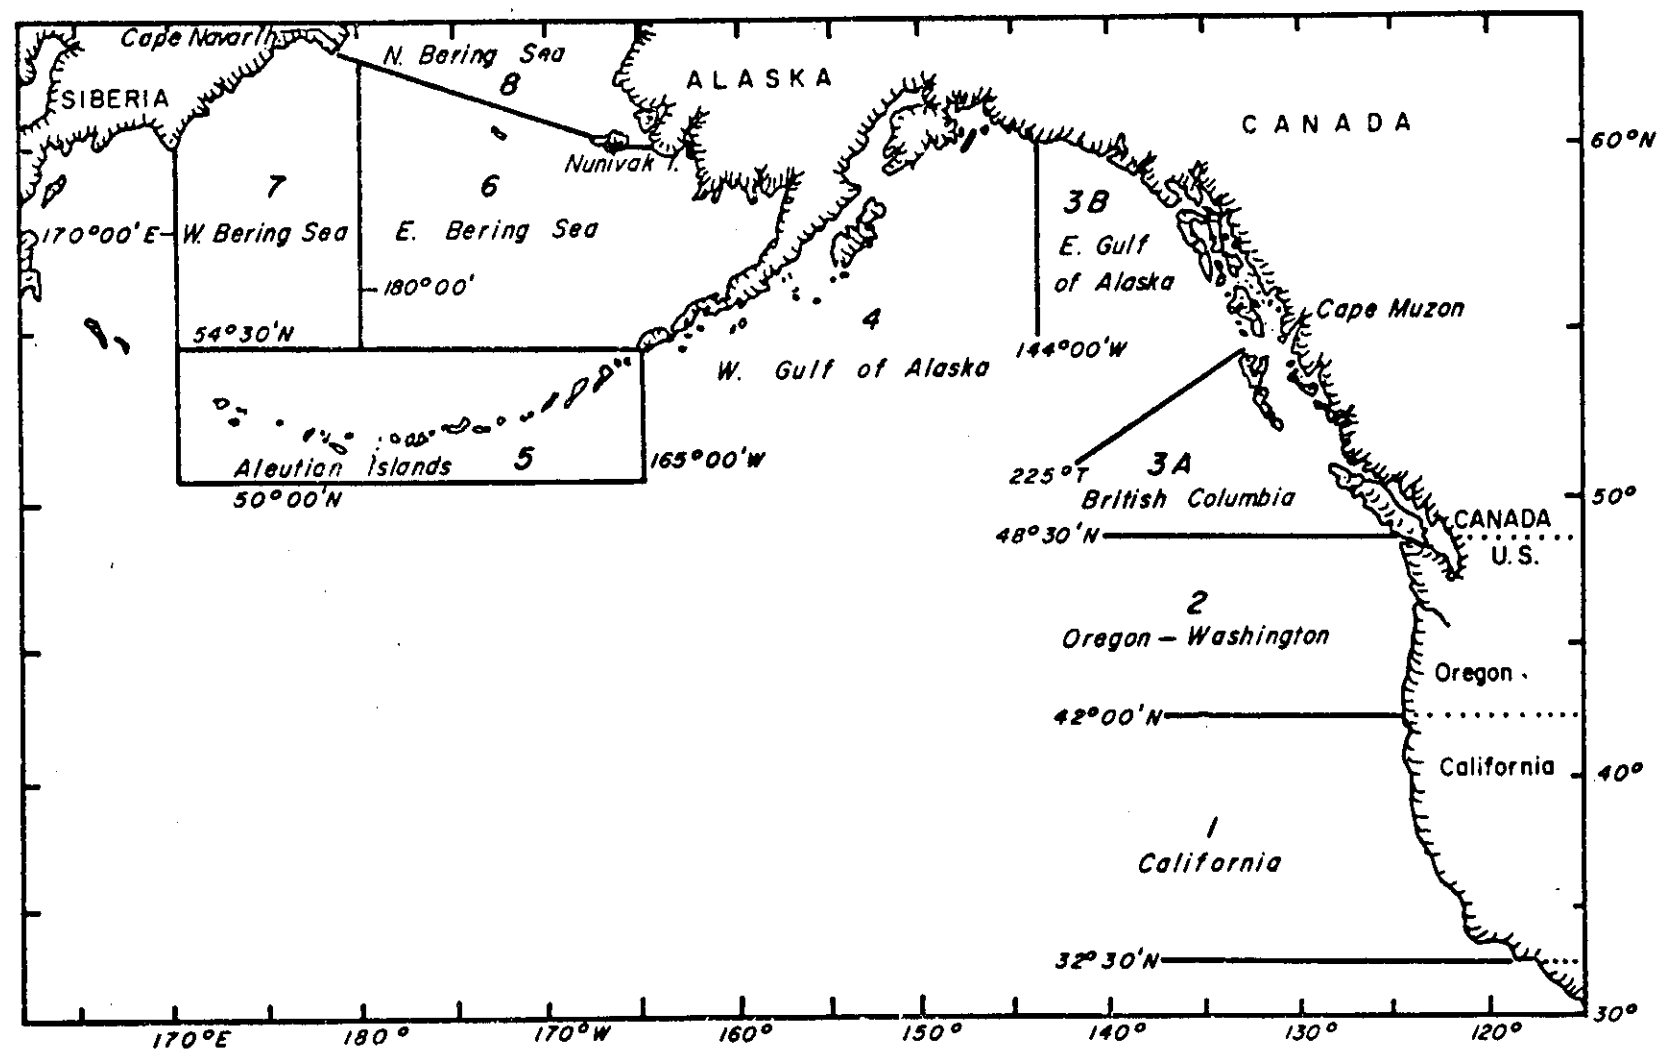 Cape Navarin
N. Bering Sea
8
ALASKA
SIBERIA
CANADA
60°N
Nunivak I.
7
6
3B
170°00'E
W. Bering Sea
E. Bering Sea
E. Gulf
of Alaska
180°00'
Cape Muzon
4
54°30'N
144°00'W
W. Gulf of Alaska
5
165°00'W
3A
Aleutian Islands
225°T
50°00'N
British Columbia
50°
CANADA
48°30'N
U.S.
2
Oregon – Washington
Oregon
42°00'N
California
40°
1
California
32°30'N
30°
170°E
180°
170°W
160°
150°
140°
130°
120°